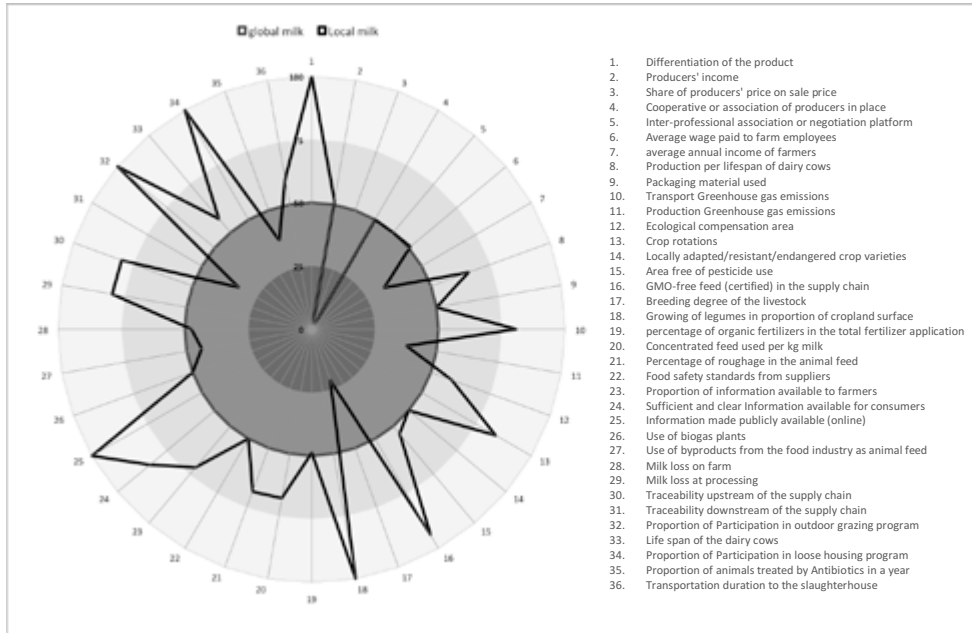 global milk Local milk
1
2
3
4
5
6
7
8
9
10
11
12
13
14
15
16
17
18
19
20
21
22
23
24
25
26
27
28
29
30
31
32
33
34
35
36
100
75
50
25
0
1. Differentiation of the product
2. Producers' income
3. Share of producers' price on sale price
4. Cooperative or association of producers in place
5. Inter-professional association or negotiation platform
6. Average wage paid to farm employees
7. average annual income of farmers
8. Production per lifespan of dairy cows
9. Packaging material used
10. Transport Greenhouse gas emissions
11. Production Greenhouse gas emissions
12. Ecological compensation area
13. Crop rotations
14. Locally adapted/resistant/endangered crop varieties
15. Area free of pesticide use
16. GMO-free feed (certified) in the supply chain
17. Breeding degree of the livestock
18. Growing of legumes in proportion of cropland surface
19. percentage of organic fertilizers in the total fertilizer application
20. Concentrated feed used per kg milk
21. Percentage of roughage in the animal feed
22. Food safety standards from suppliers
23. Proportion of information available to farmers
24. Sufficient and clear Information available for consumers
25. Information made publicly available (online)
26. Use of biogas plants
27. Use of byproducts from the food industry as animal feed
28. Milk loss on farm
29. Milk loss at processing
30. Traceability upstream of the supply chain
31. Traceability downstream of the supply chain
32. Proportion of Participation in outdoor grazing program
33. Life span of the dairy cows
34. Proportion of Participation in loose housing program
35. Proportion of animals treated by Antibiotics in a year
36. Transportation duration to the slaughterhouse